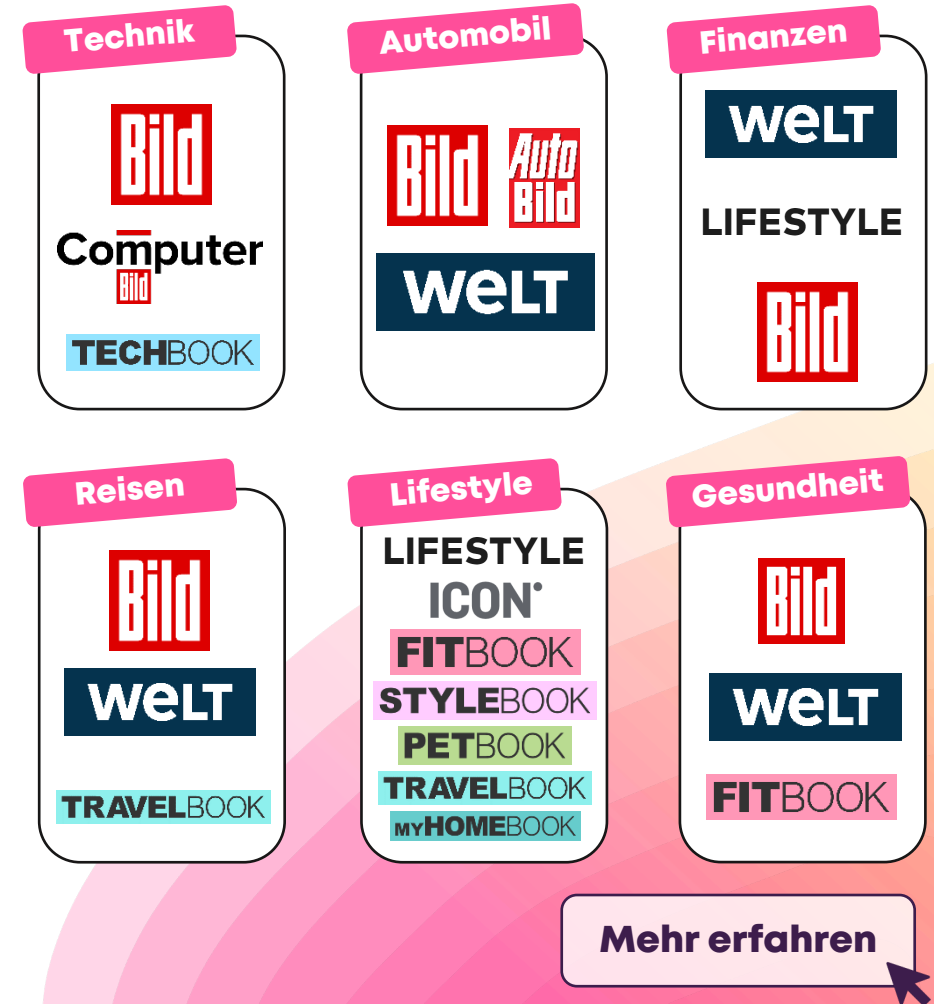 Technik
Bild
Computer
Bild
TECHBOOK
Automobil
Bild
Auto
Bild
WELT
Finanzen
WELT
LIFESTYLE
Bild
Reisen
Bild
WELT
TRAVELBOOK
Lifestyle
LIFESTYLE
ICON
FITBOOK
STYLEBOOK
PETBOOK
TRAVELBOOK
MYHOMEBOOK
Gesundheit
Bild
WELT
FITBOOK
Mehr erfahren